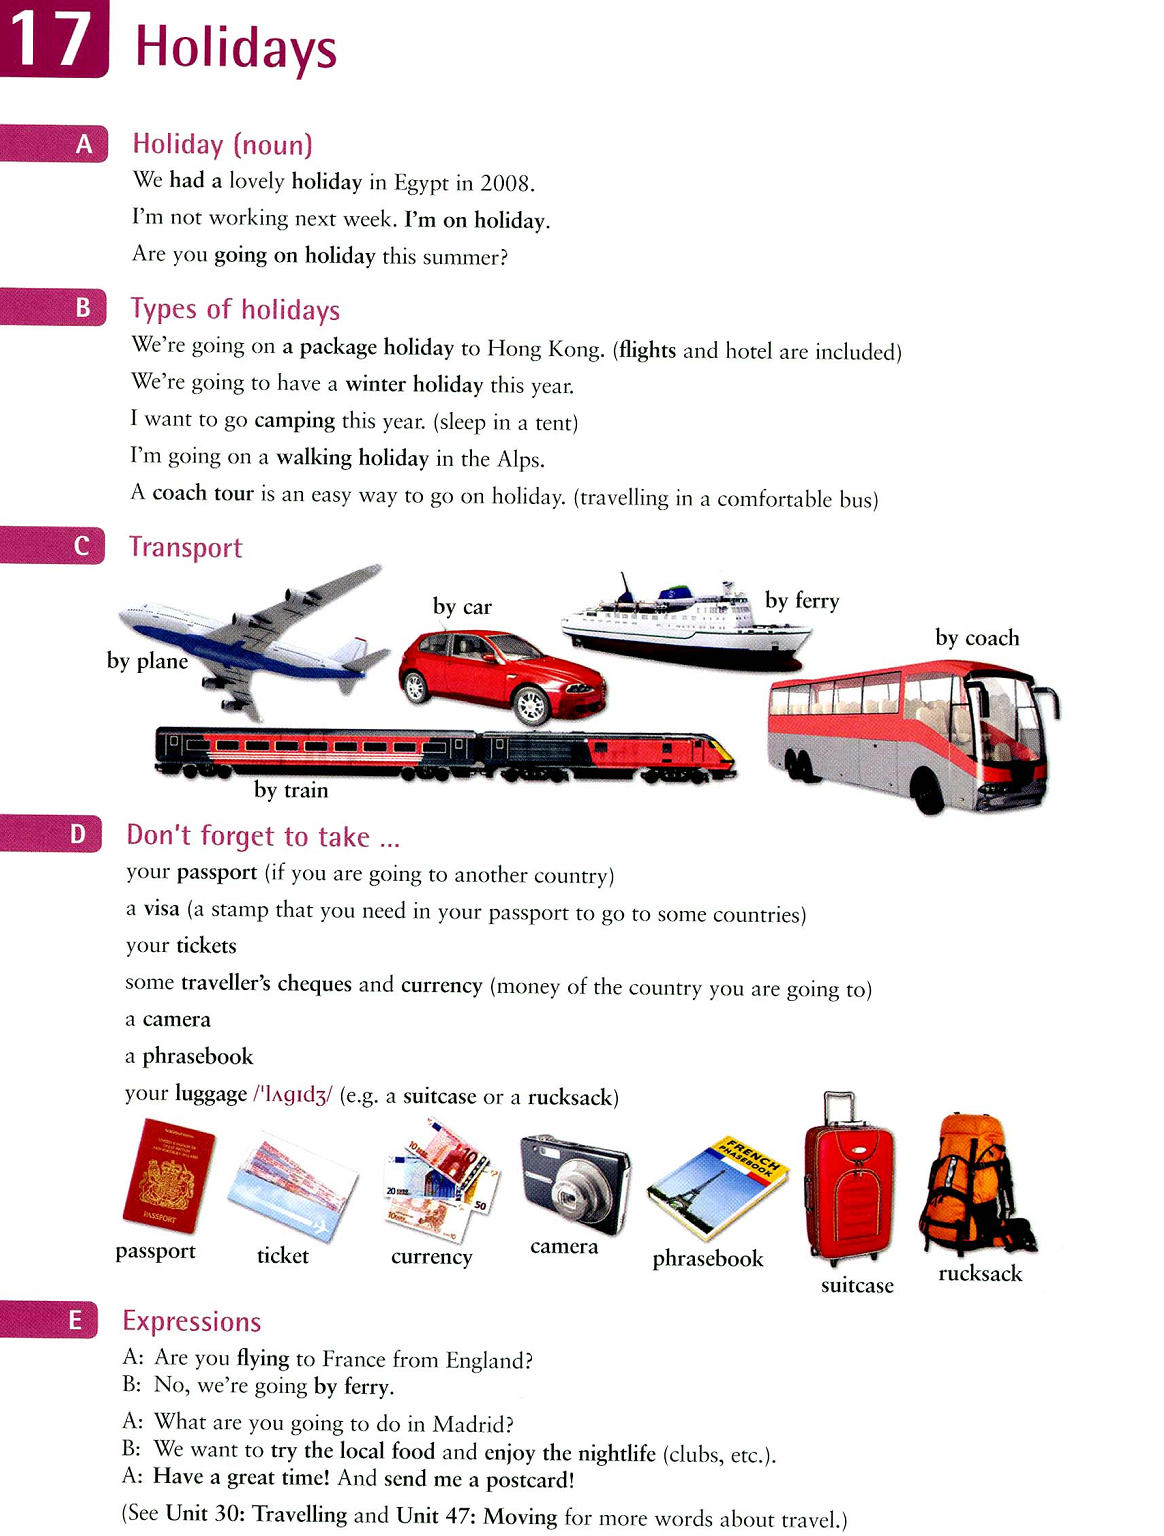 17 Holidays
A Holiday (noun)
We had a lovely holiday in Egypt in 2008.
I'm not working next week. I'm on holiday.
Are you going on holiday this summer?
B Types of holidays
We're going on a package holiday to Hong Kong. (flights and hotel are included)
We're going to have a winter holiday this year.
I want to go camping this year. (sleep in a tent)
I'm going on a walking holiday in the Alps.
A coach tour is an easy way to go on holiday. (travelling in a comfortable bus)
C Transport
by plane
by car
by ferry
by coach
by train
D Don't forget to take ...
your passport (if you are going to another country)
a visa (a stamp that you need in your passport to go to some countries)
your tickets
some traveller's cheques and currency (money of the country you are going to)
a camera
a phrasebook
your luggage /'lʌgɪdʒ/ (e.g. a suitcase or a rucksack)
PASSPORT
10
20
50
FRENCH
PHASEBOOK
passport
ticket
currency
camera
phrasebook
suitcase
rucksack
E Expressions
A: Are you flying to France from England?
B: No, we're going by ferry.
A: What are you going to do in Madrid?
B: We want to try the local food and enjoy the nightlife (clubs, etc.).
A: Have a great time! And send me a postcard!
(See Unit 30: Travelling and Unit 47: Moving for more words about travel.)